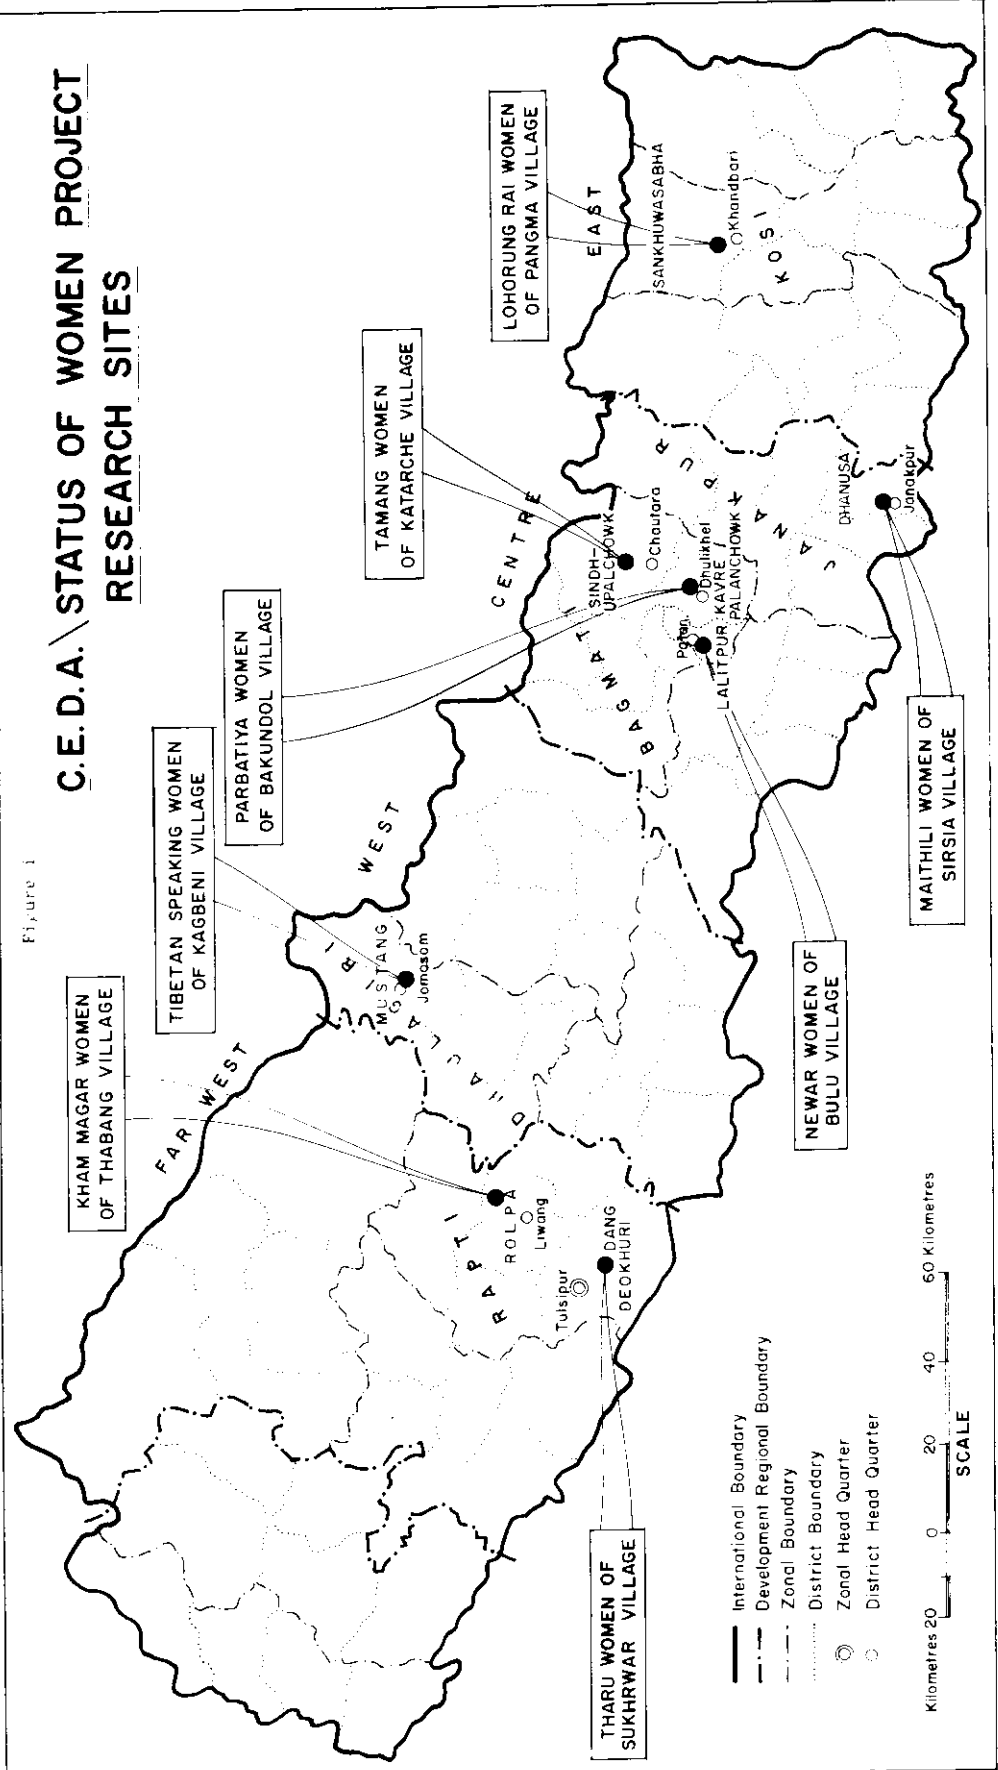 Figure 1
C.E.D.A.\STATUS OF WOMEN PROJECT
RESEARCH SITES
KHAM MAGAR WOMEN
OF THABANG VILLAGE
TIBETAN SPEAKING WOMEN
OF KAGBENI VILLAGE
PARBATIYA WOMEN
OF BAKUNDOL VILLAGE
TAMANG WOMEN
OF KATARCHE VILLAGE
LOHORUNG RAI WOMEN
OF PANGMA VILLAGE
FAR WEST
WEST
CENTRE
EAST
DHAULAGIRI
MUSTANG
Jomosom
RAPTI
ROLPA
Liwang
Tulsipur
DANG
DEOKHURI
BAGMATI
SINDH-
UPALCHOWK
Chautara
Dhulikhel
KAVRE
PALANCHOWK
Patan
LALITPUR
JANAKPUR
DHANUSA
Janakpur
SANKHUWASABHA
Khandbari
KOSI
THARU WOMEN OF
SUKHRWAR VILLAGE
NEWAR WOMEN OF
BULU VILLAGE
MAITHILI WOMEN OF
SIRSIA VILLAGE
International Boundary
Development Regional Boundary
Zonal Boundary
District Boundary
Zonal Head Quarter
District Head Quarter
Kilometres 20 0 20 40 60 Kilometres
SCALE